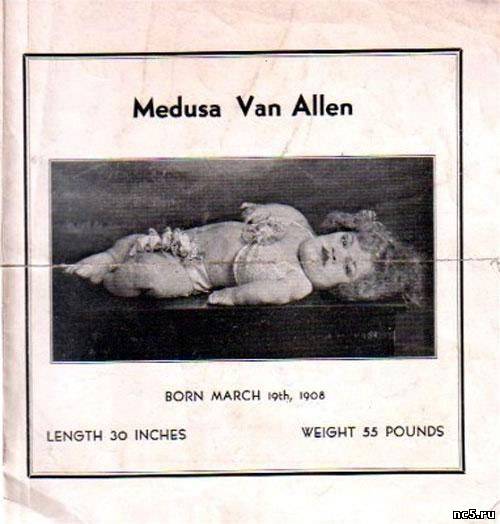 Medusa Van Allen
BORN MARCH 19th, 1908
LENGTH 30 INCHES
WEIGHT 55 POUNDS
nc5.ru